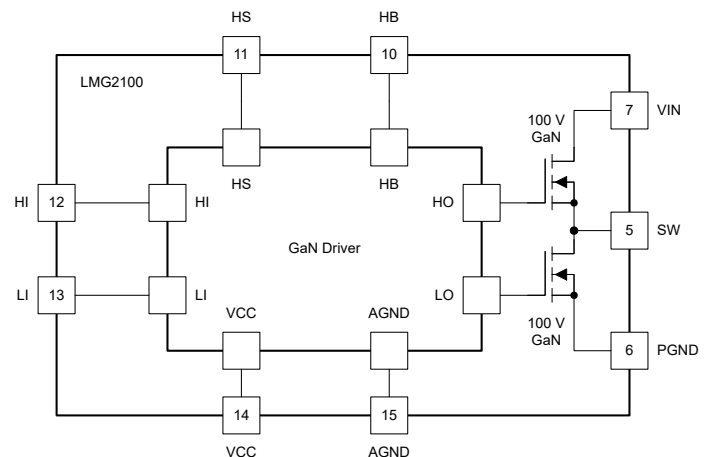 HS
HB
11
10
LMG2100
7
VIN
100 V
GaN
HS
HB
HI
12
HI
HO
GaN Driver
5
SW
LI
13
LI
LO
VCC
AGND
100 V
GaN
6
PGND
14
15
VCC
AGND